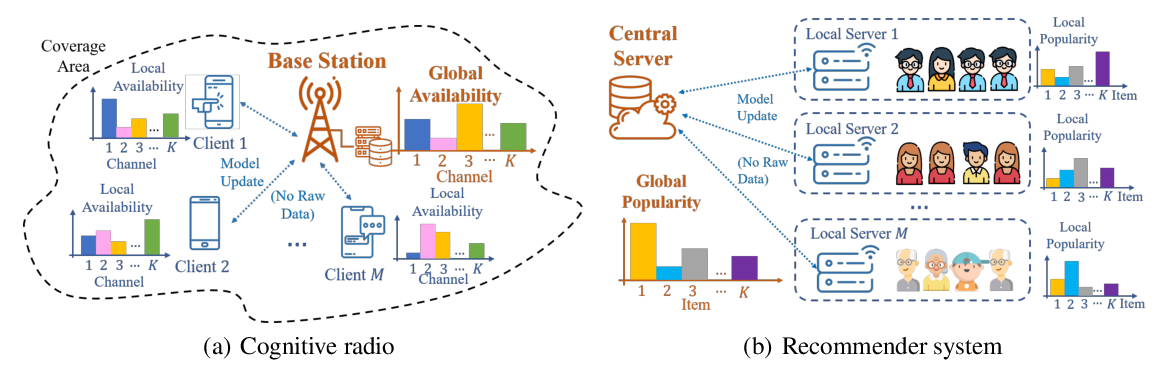 Coverage
Area
Local
Availability
1 2 3 ... K
Channel
Client 1
Base Station
Global
Availability
1 2 3 ... K
Channel
Model
Update
(No Raw
Data)
Local
Availability
1 2 3 ... K
Channel
Client 2
...
Client M
Local
Availability
1 2 3 ... K
Channel
(a) Cognitive radio
Central
Server
Global
Popularity
1 2 3 ... K
Item
Model
Update
(No Raw
Data)
Local Server 1
Local
Popularity
1 2 3 ... K Item
Local Server 2
Local
Popularity
1 2 3 ... K Item
...
Local Server M
Local
Popularity
1 2 3 ... K Item
(b) Recommender system